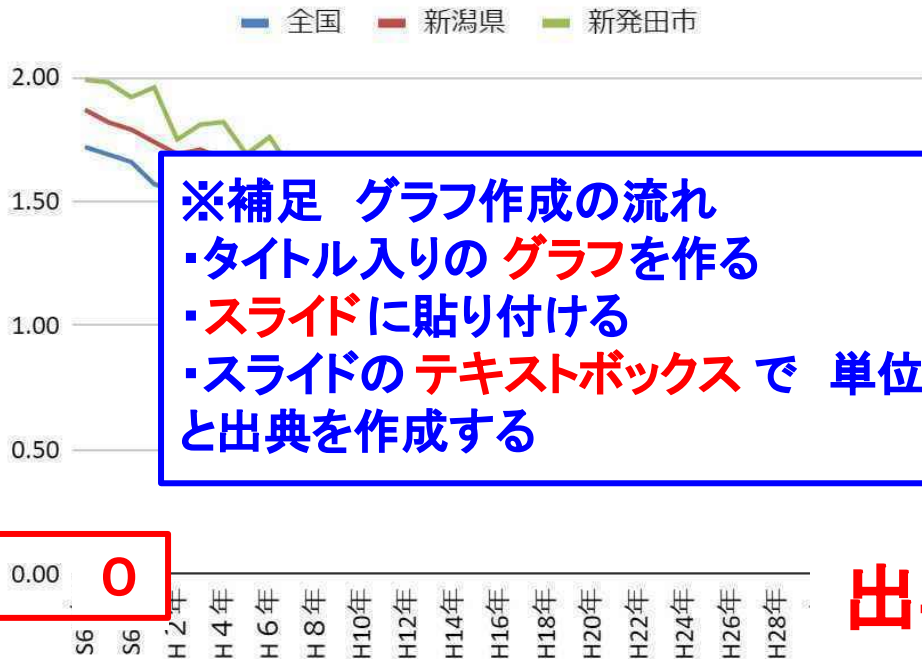 全国 新潟県 新発田市
2.00
1.50
1.00
0.50
0.00
※補足 グラフ作成の流れ
・タイトル入りの グラフを作る
・スライドに貼り付ける
・スライドの テキストボックス で 単位
と出典を作成する
0
S6 S6 H 2 年 H 4 年 H 6 年 H 8 年 H10年 H12年 H14年 H16年 H18年 H20年 H22年 H24年 H26年 H28年
出